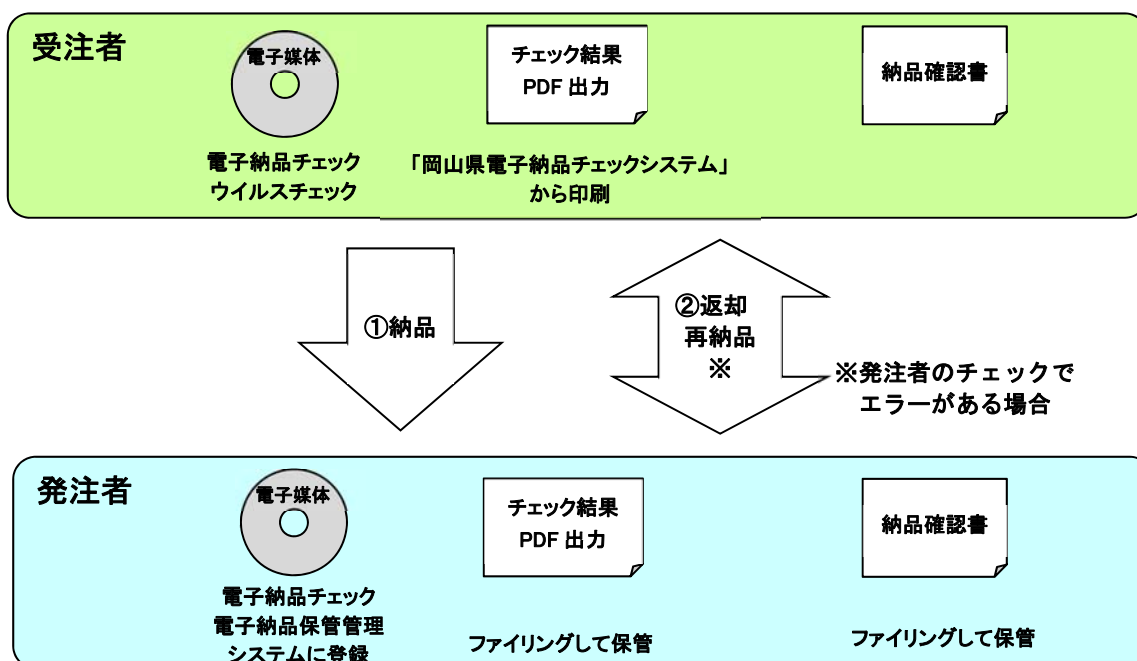 受注者
電子媒体
電子納品チェック
ウイルスチェック
チェック結果
PDF 出力
「岡山県電子納品チェックシステム」
から印刷
納品確認書
①納品
②返却
再納品
※
※発注者のチェックで
エラーがある場合
発注者
電子媒体
電子納品チェック
電子納品保管管理
システムに登録
チェック結果
PDF 出力
ファイリングして保管
納品確認書
ファイリングして保管